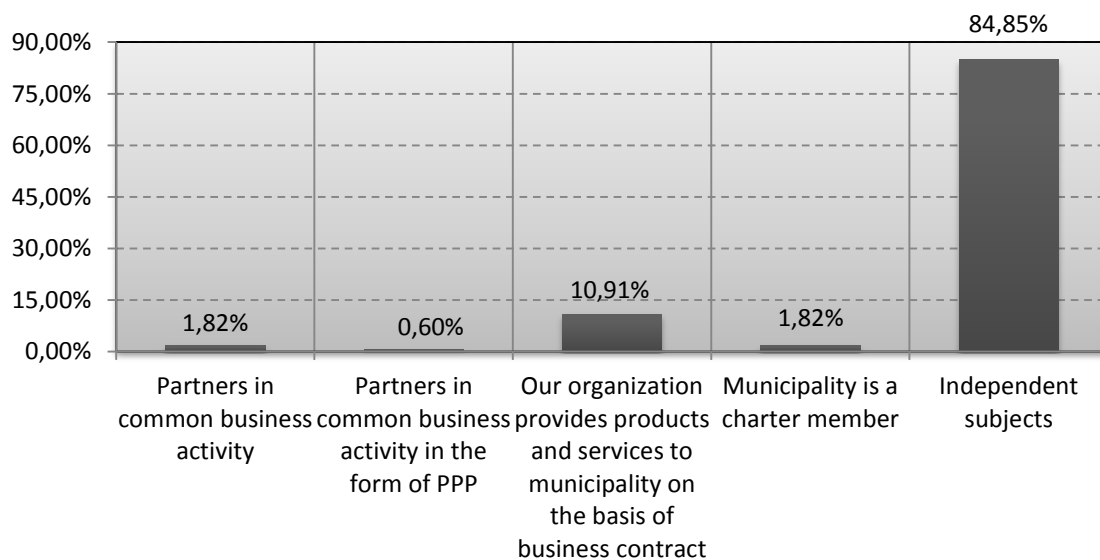 84,85%
90,00%
75,00%
60,00%
45,00%
30,00%
15,00%
0,00%
1,82%
0,60%
10,91%
1,82%
Partners in
common business
activity
Partners in
common business
activity in the
form of PPP
Our organization
provides products
and services to
municipality on
the basis of
business contract
Municipality is a
charter member
Independent
subjects